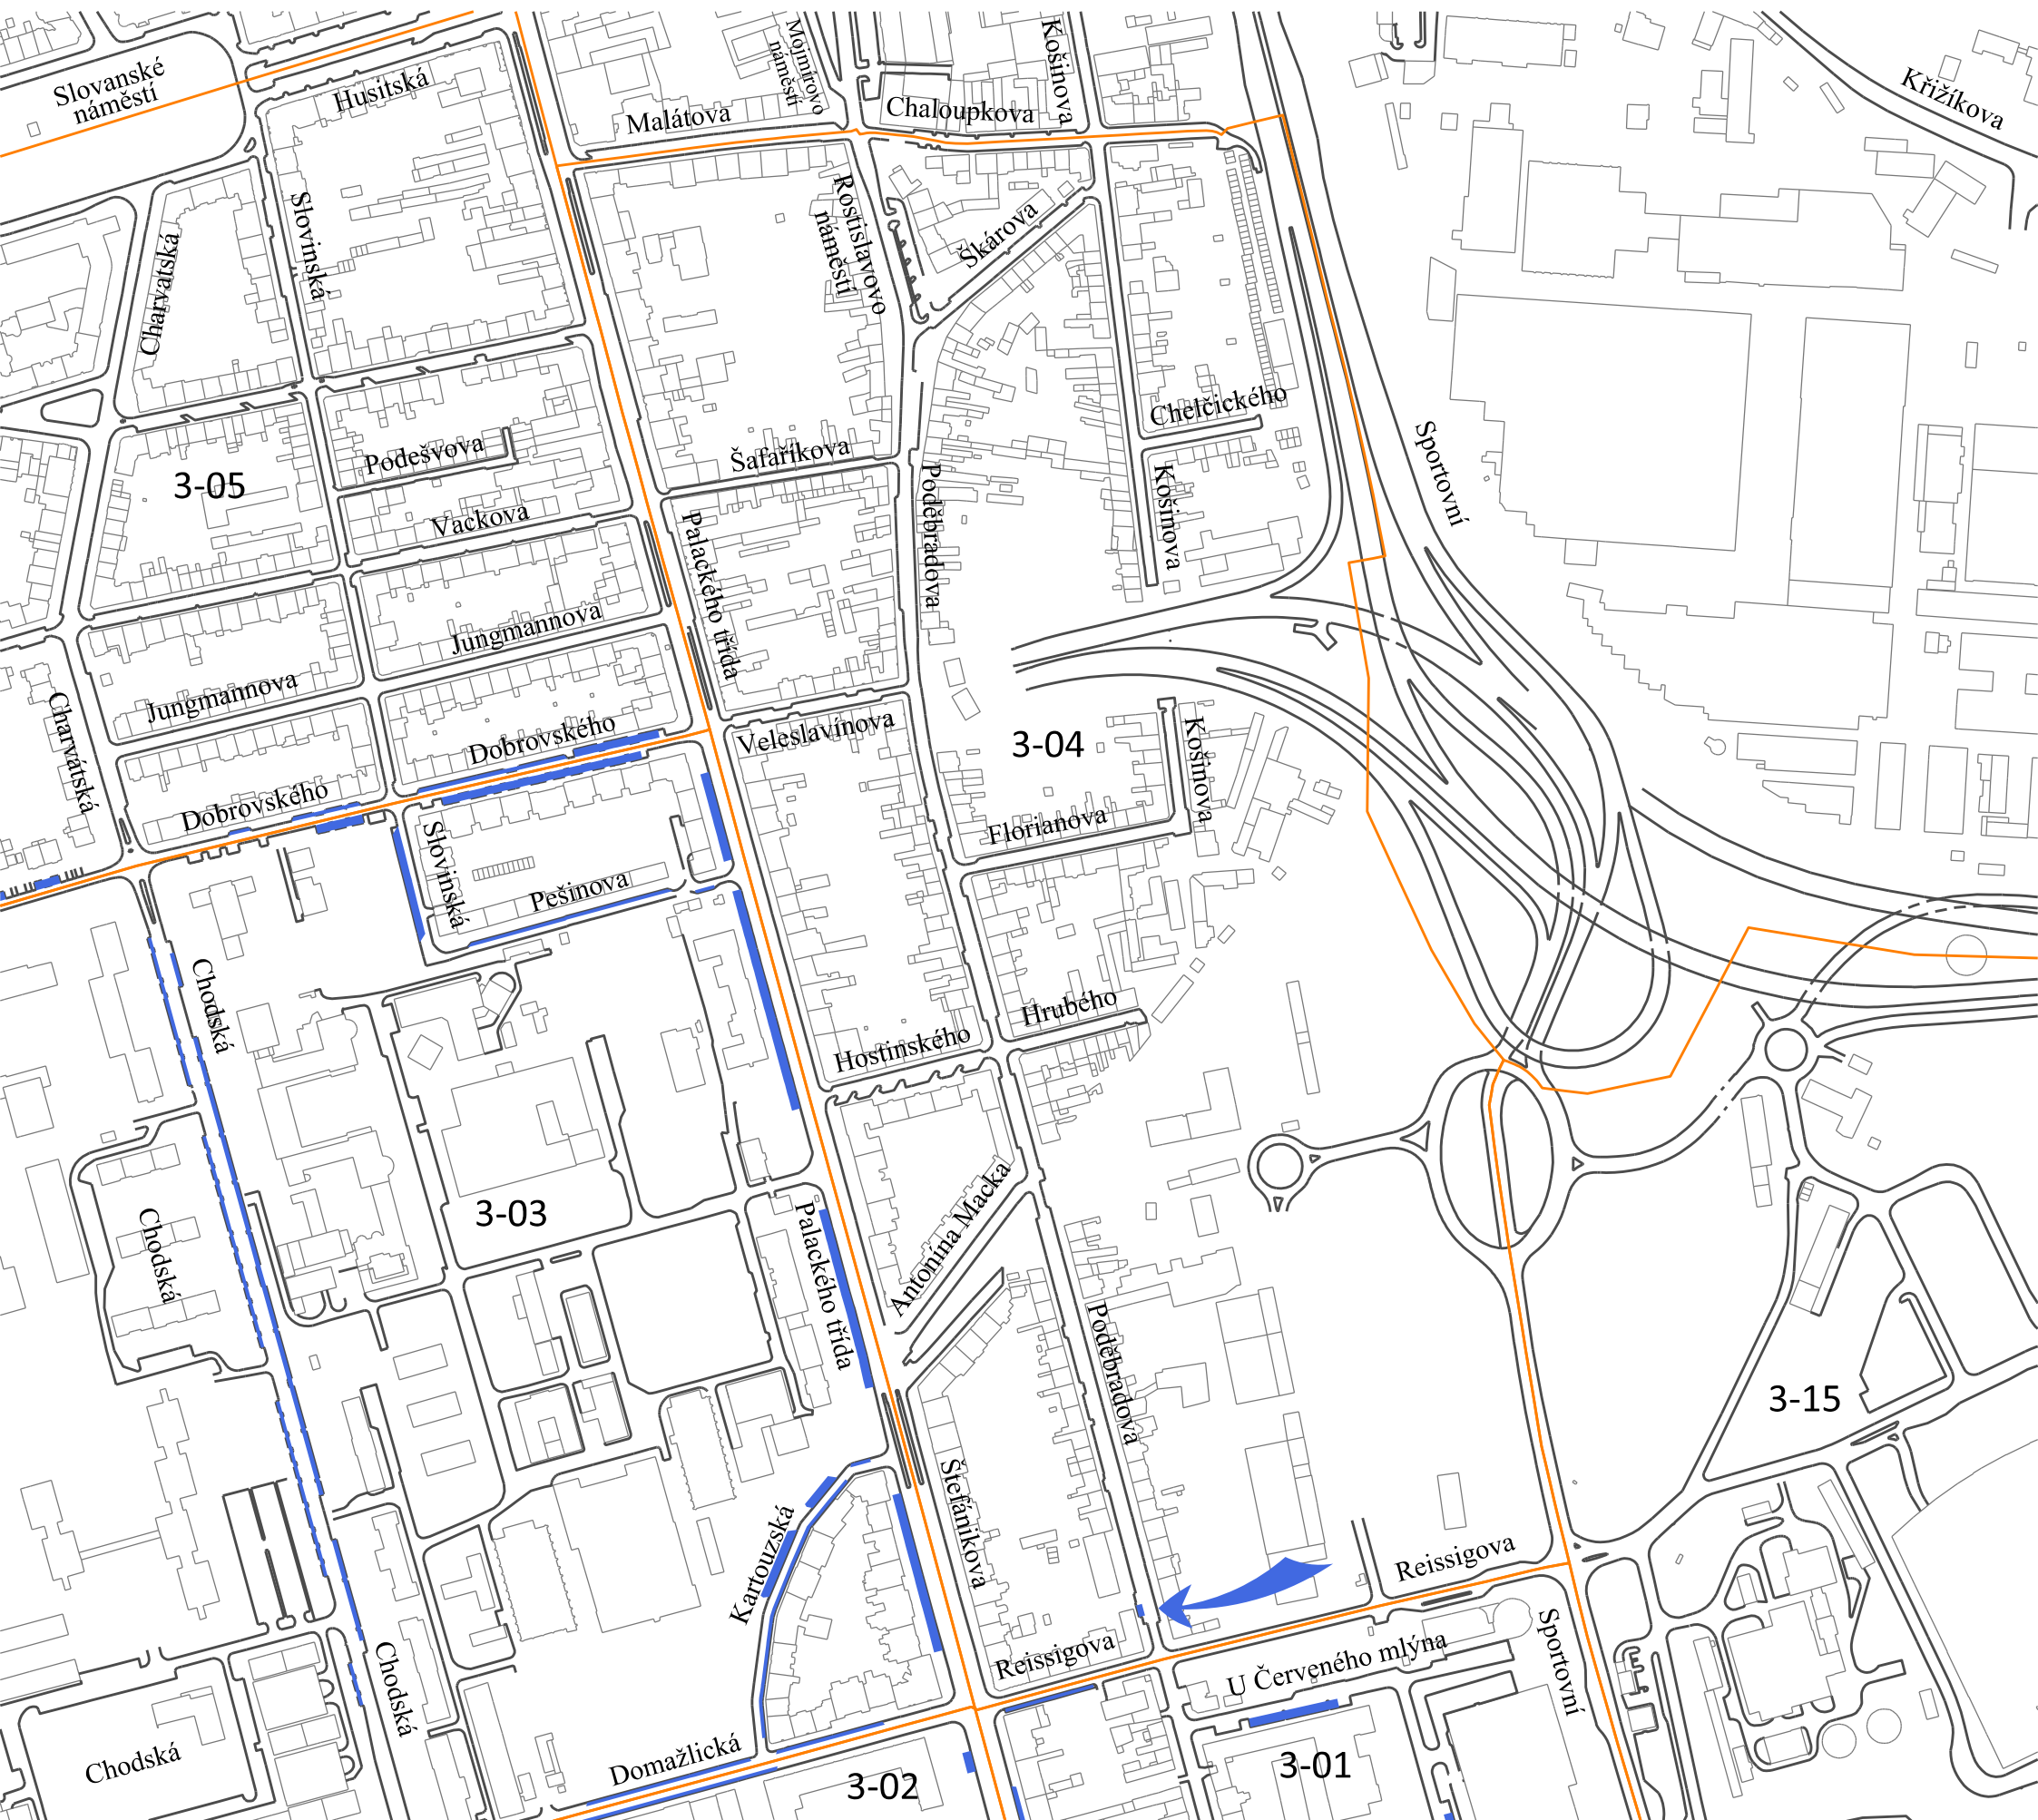 Slovanské
náměstí
Husitská
Malátova
Mojmírovo
náměstí
Chaloupkova
Košinova
Křižíkova
Charvatská
Slovinská
Rostislavovo
náměstí
Škárova
Chelčického
Sportovní
Podešvova
Šafaříkova
3-05
Vackova
Palackého třída
Poděbradova
Košinova
Jungmannova
Jungmannova
Charvátská
Dobrovského
Veleslavínova
3-04
Košinova
Dobrovského
Slovinská
Florianova
Pešinova
Chodská
Hrubého
Hostinského
Chodská
3-03
Palackého třída
Antonína Macka
Poděbradova
3-15
Kartouzská
Štefánikova
Reissigova
Reissigova
U Červeného mlýna
Sportovní
Chodská
Chodská
Domažlická
3-02
3-01